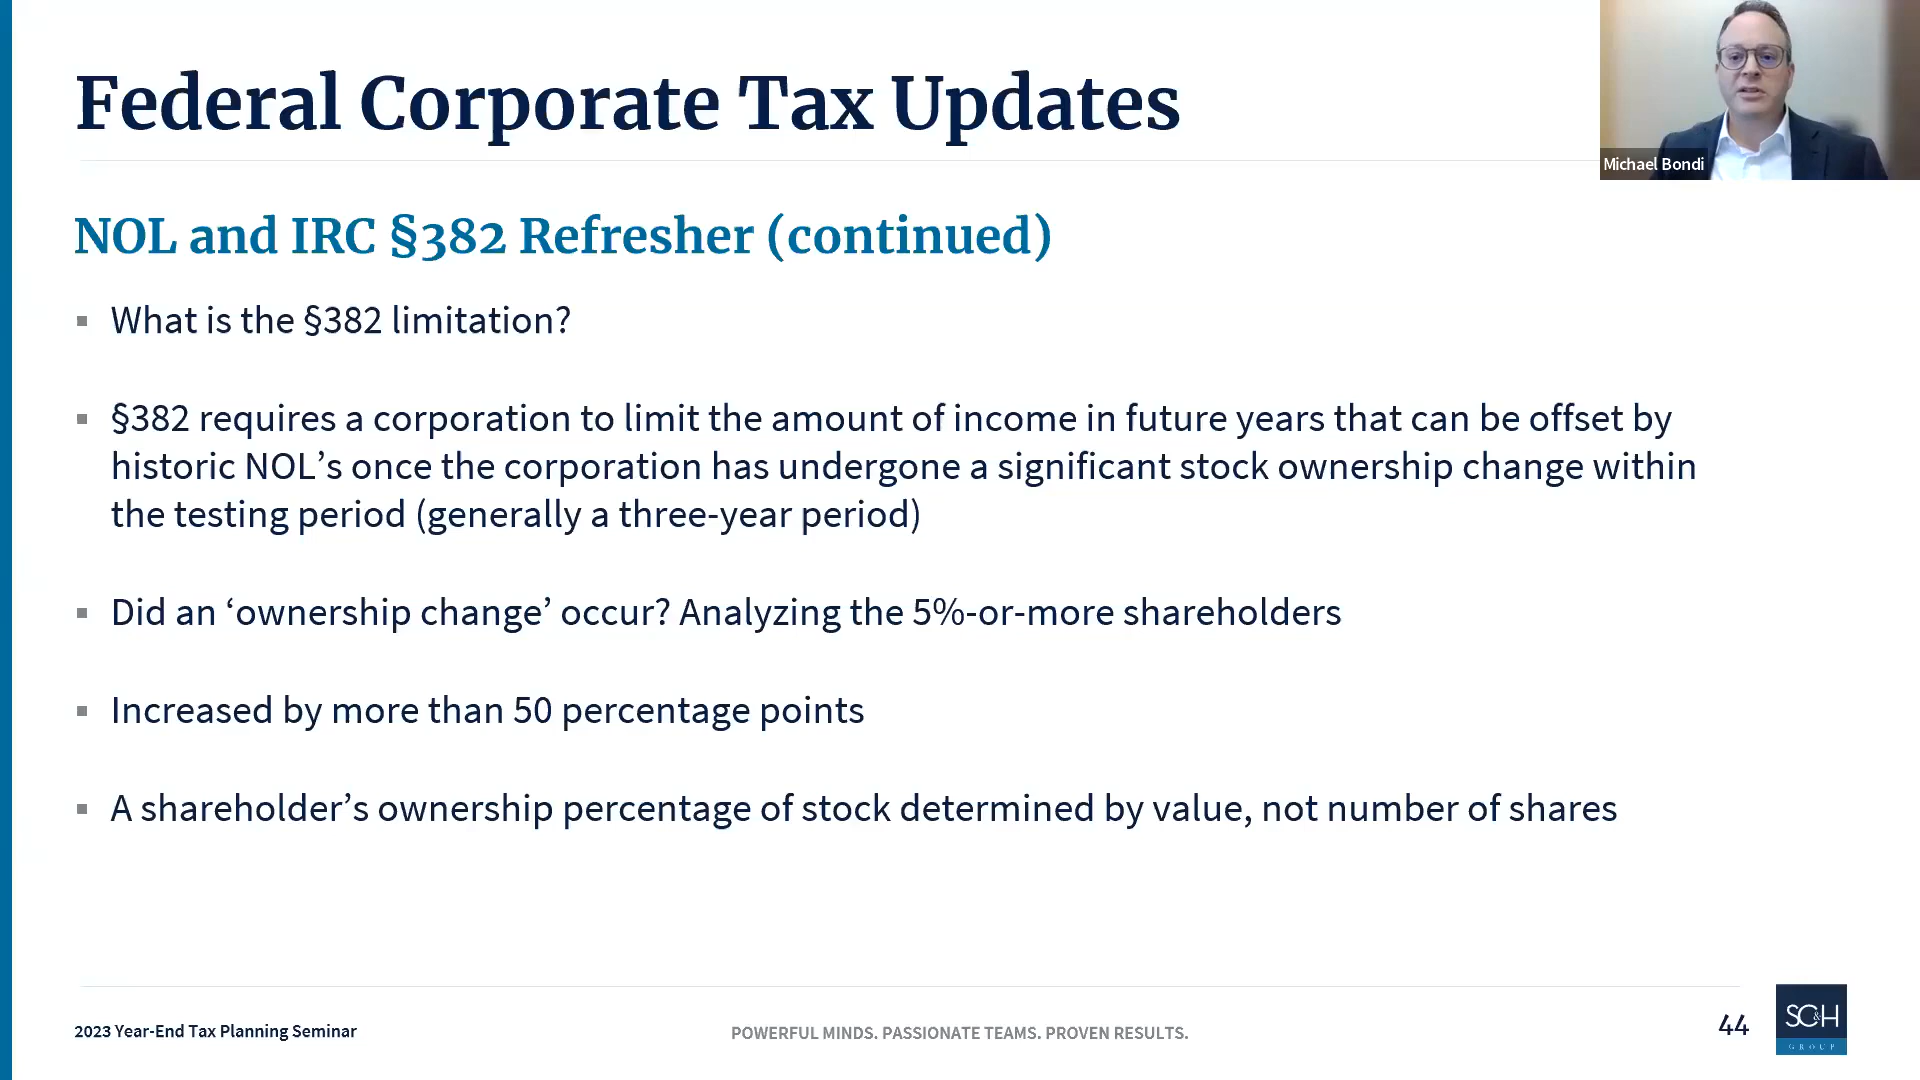 Federal Corporate Tax Updates
Michael Bondi
NOL and IRC §382 Refresher (continued)
▪ What is the §382 limitation?
▪ §382 requires a corporation to limit the amount of income in future years that can be offset by
historic NOL’s once the corporation has undergone a significant stock ownership change within
the testing period (generally a three-year period)
▪ Did an ‘ownership change’ occur? Analyzing the 5%-or-more shareholders
▪ Increased by more than 50 percentage points
▪ A shareholder’s ownership percentage of stock determined by value, not number of shares
2023 Year-End Tax Planning Seminar
POWERFUL MINDS. PASSIONATE TEAMS. PROVEN RESULTS.
44
SC&H
GROUP